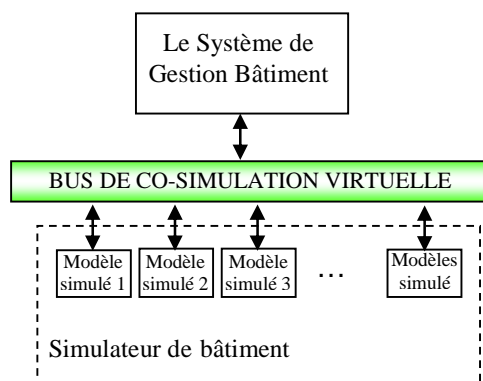 Le Système de
Gestion Bâtiment
BUS DE CO-SIMULATION VIRTUELLE
Modèle
simulé 1
Modèle
simulé 2
Modèle
simulé 3
...
Modèles
simulé
Simulateur de bâtiment